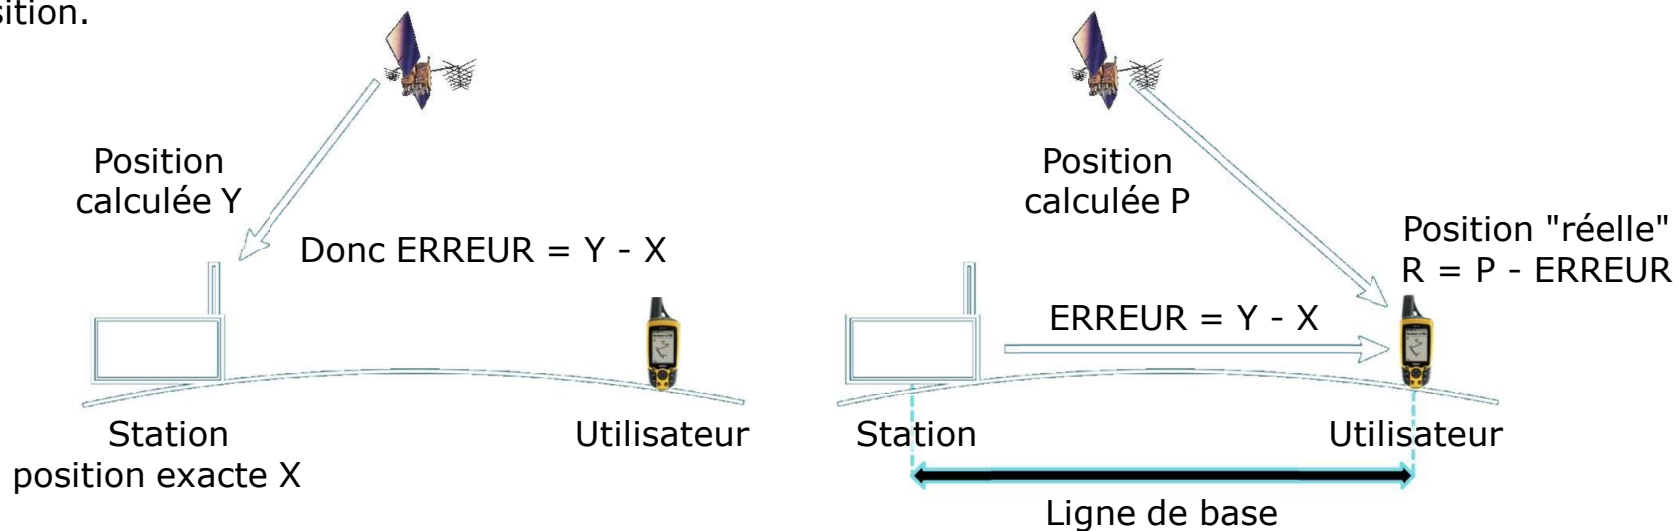 sition.
Position
calculée Y
Donc ERREUR = Y - X
Station
position exacte X
Utilisateur
Position
calculée P
Position "réelle"
R = P - ERREUR
ERREUR = Y - X
Station
Utilisateur
Ligne de base